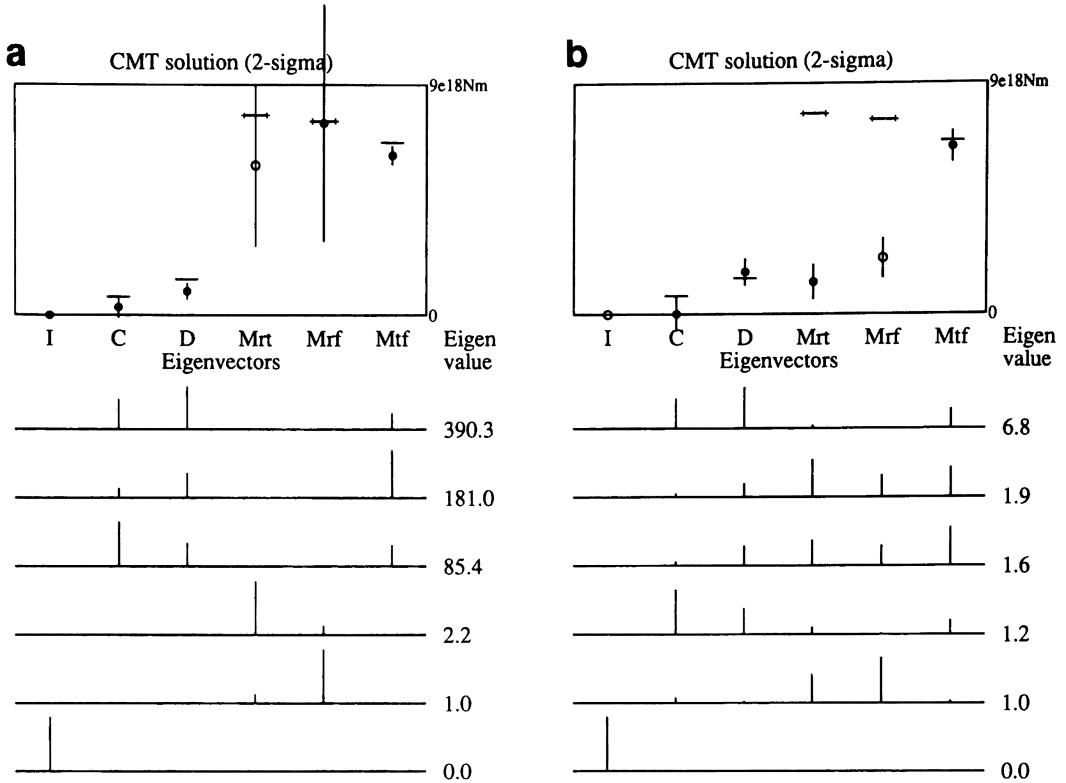 a
CMT solution (2-sigma)
9e18Nm
0
I C D Mrt Mrf Mtf Eigen
Eigenvectors value
390.3
181.0
85.4
2.2
1.0
0.0
b
CMT solution (2-sigma)
9e18Nm
0
I C D Mrt Mrf Mtf Eigen
Eigenvectors value
6.8
1.9
1.6
1.2
1.0
0.0